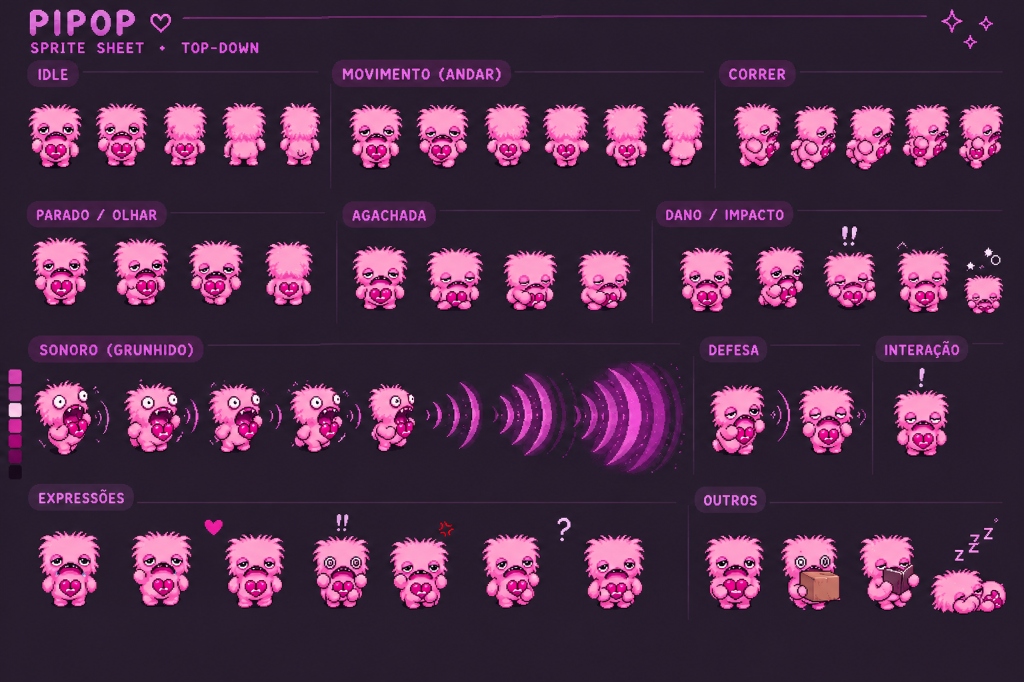 PIPOP
SPRITE SHEET • TOP-DOWN
IDLE
MOVIMENTO (ANDAR)
CORRER
PARADO / OLHAR
AGACHADA
DANO / IMPACTO
!!
SONORO (GRUNHIDO)
DEFESA
INTERAÇÃO
!
EXPRESSÕES
!!
?
OUTROS
Z Z Z